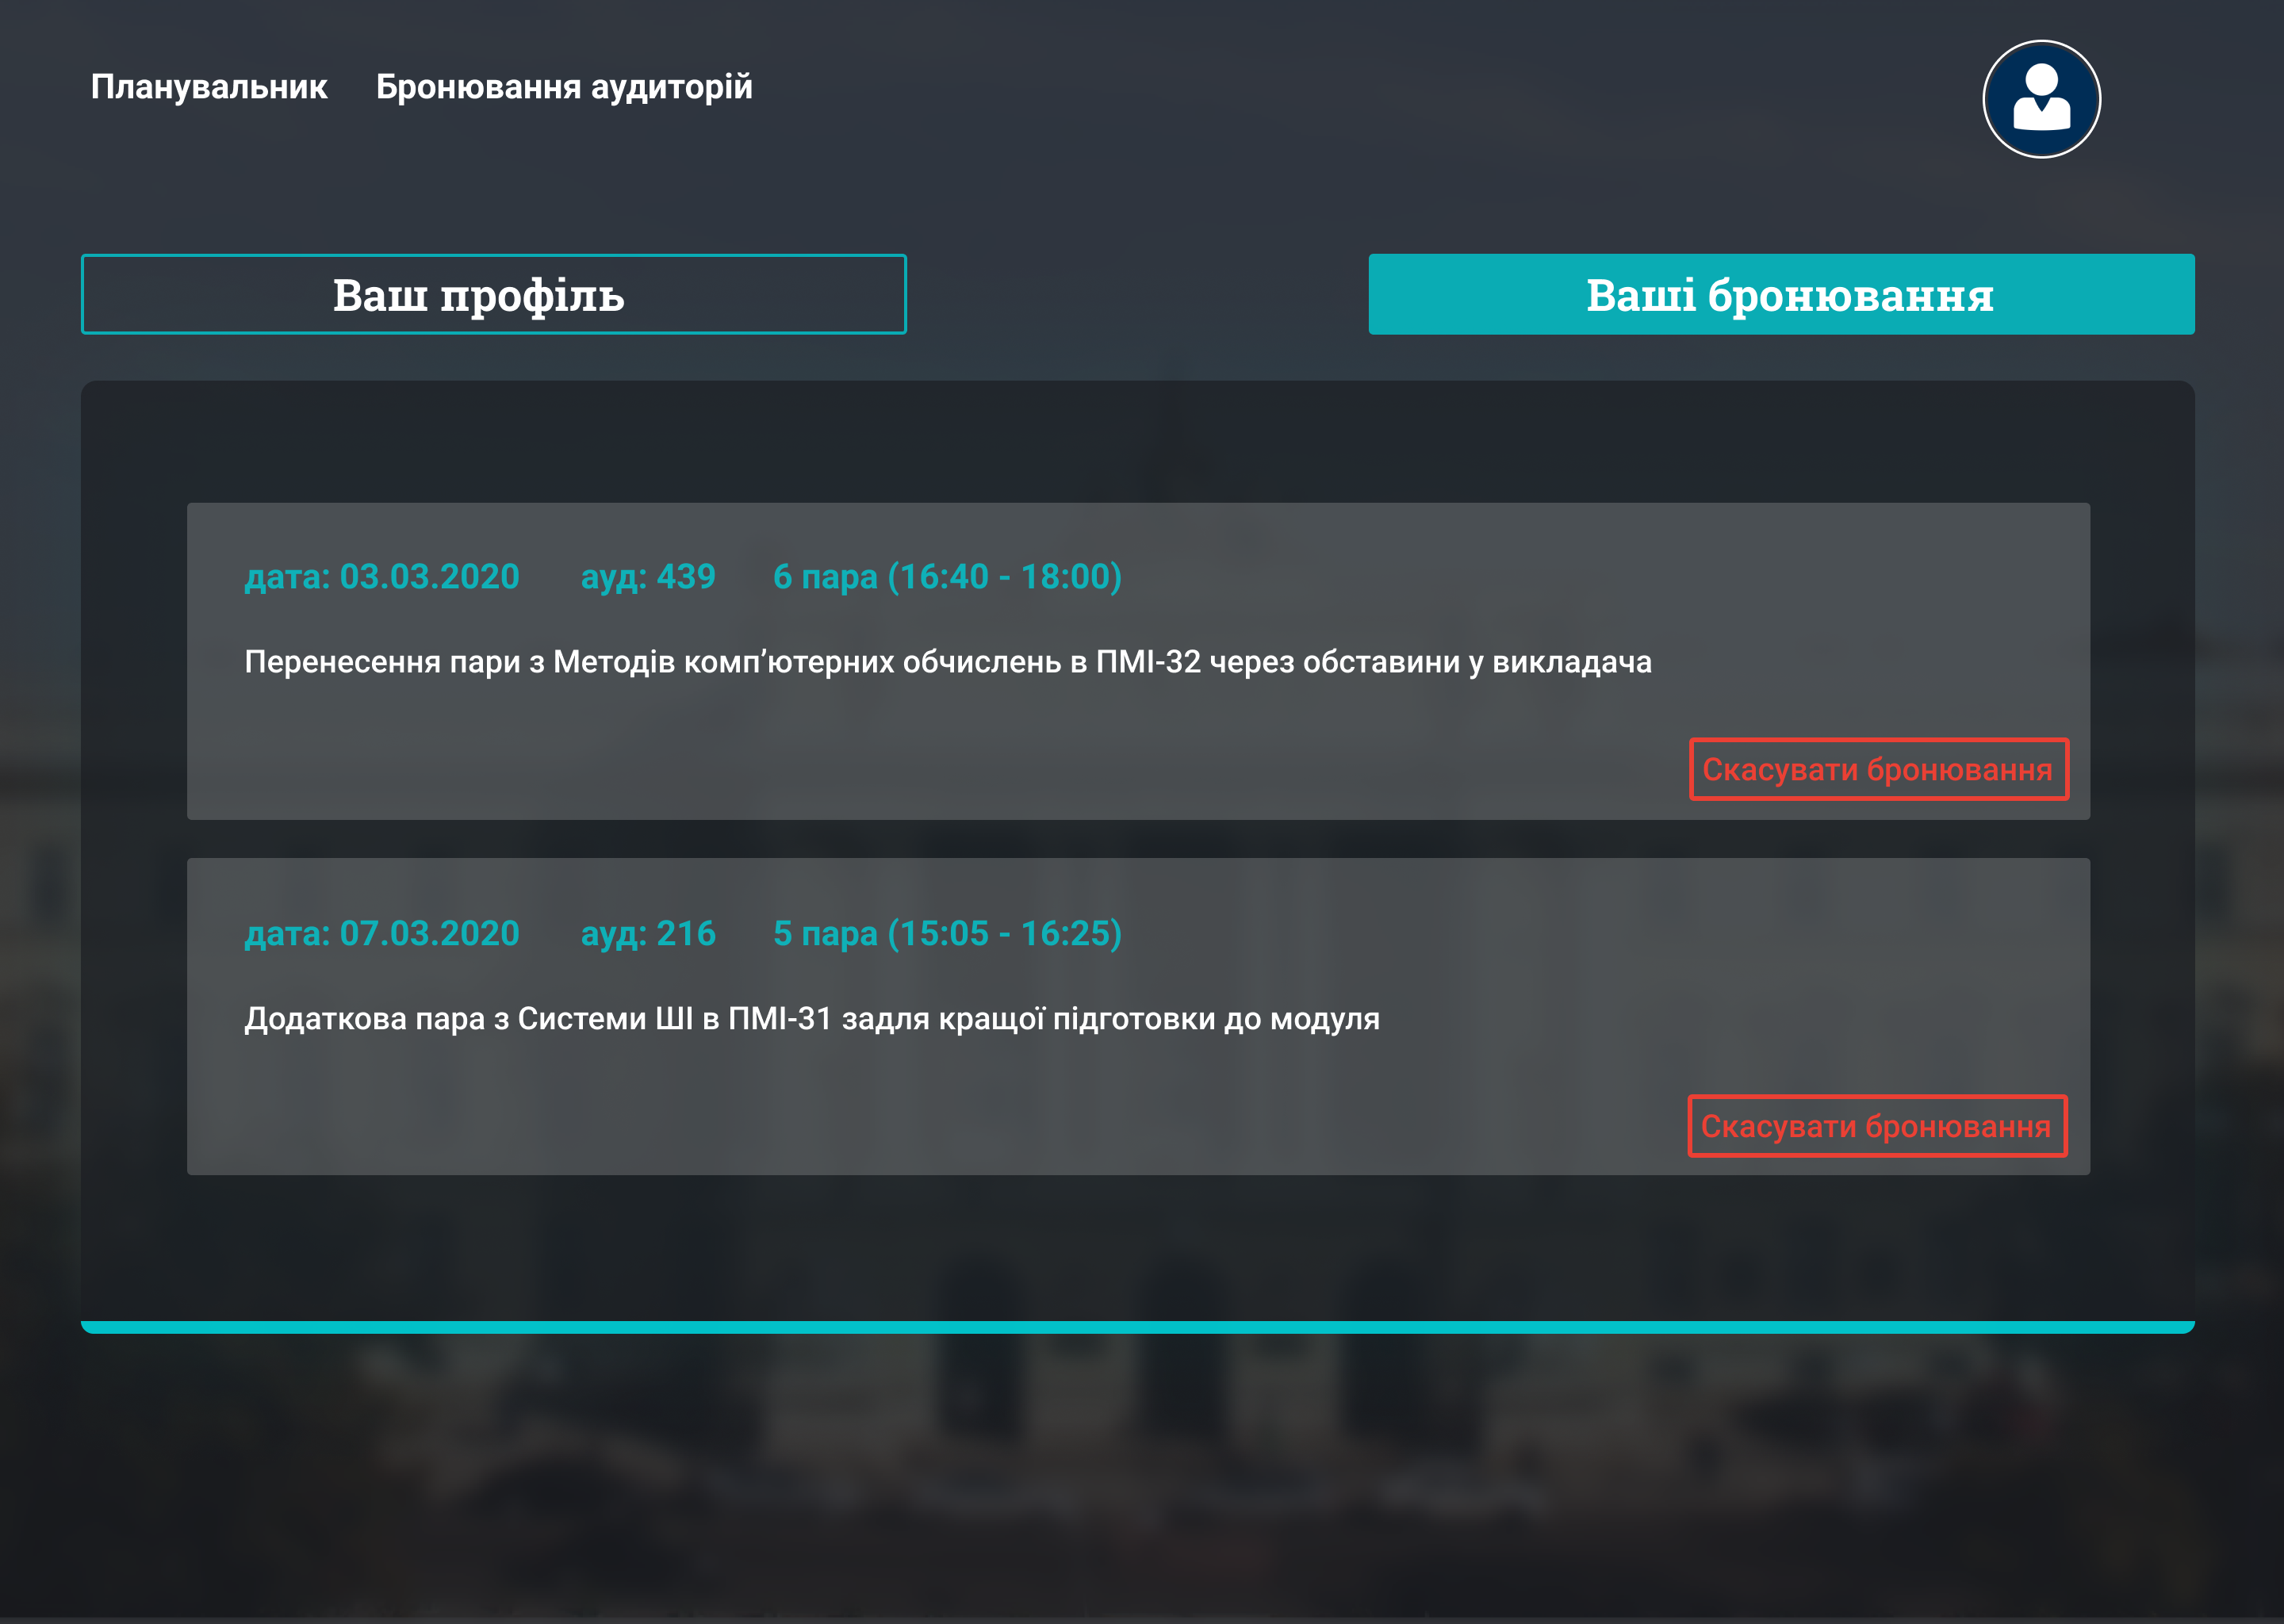 Планувальник Бронювання аудиторій
Ваш профіль Ваші бронювання
дата: 03.03.2020 ауд: 439 6 пара (16:40 - 18:00)
Перенесення пари з Методів комп’ютерних обчислень в ПМІ-32 через обставини у викладача
Скасувати бронювання
дата: 07.03.2020 ауд: 216 5 пара (15:05 - 16:25)
Додаткова пара з Системи ШІ в ПМІ-31 задля кращої підготовки до модуля
Скасувати бронювання